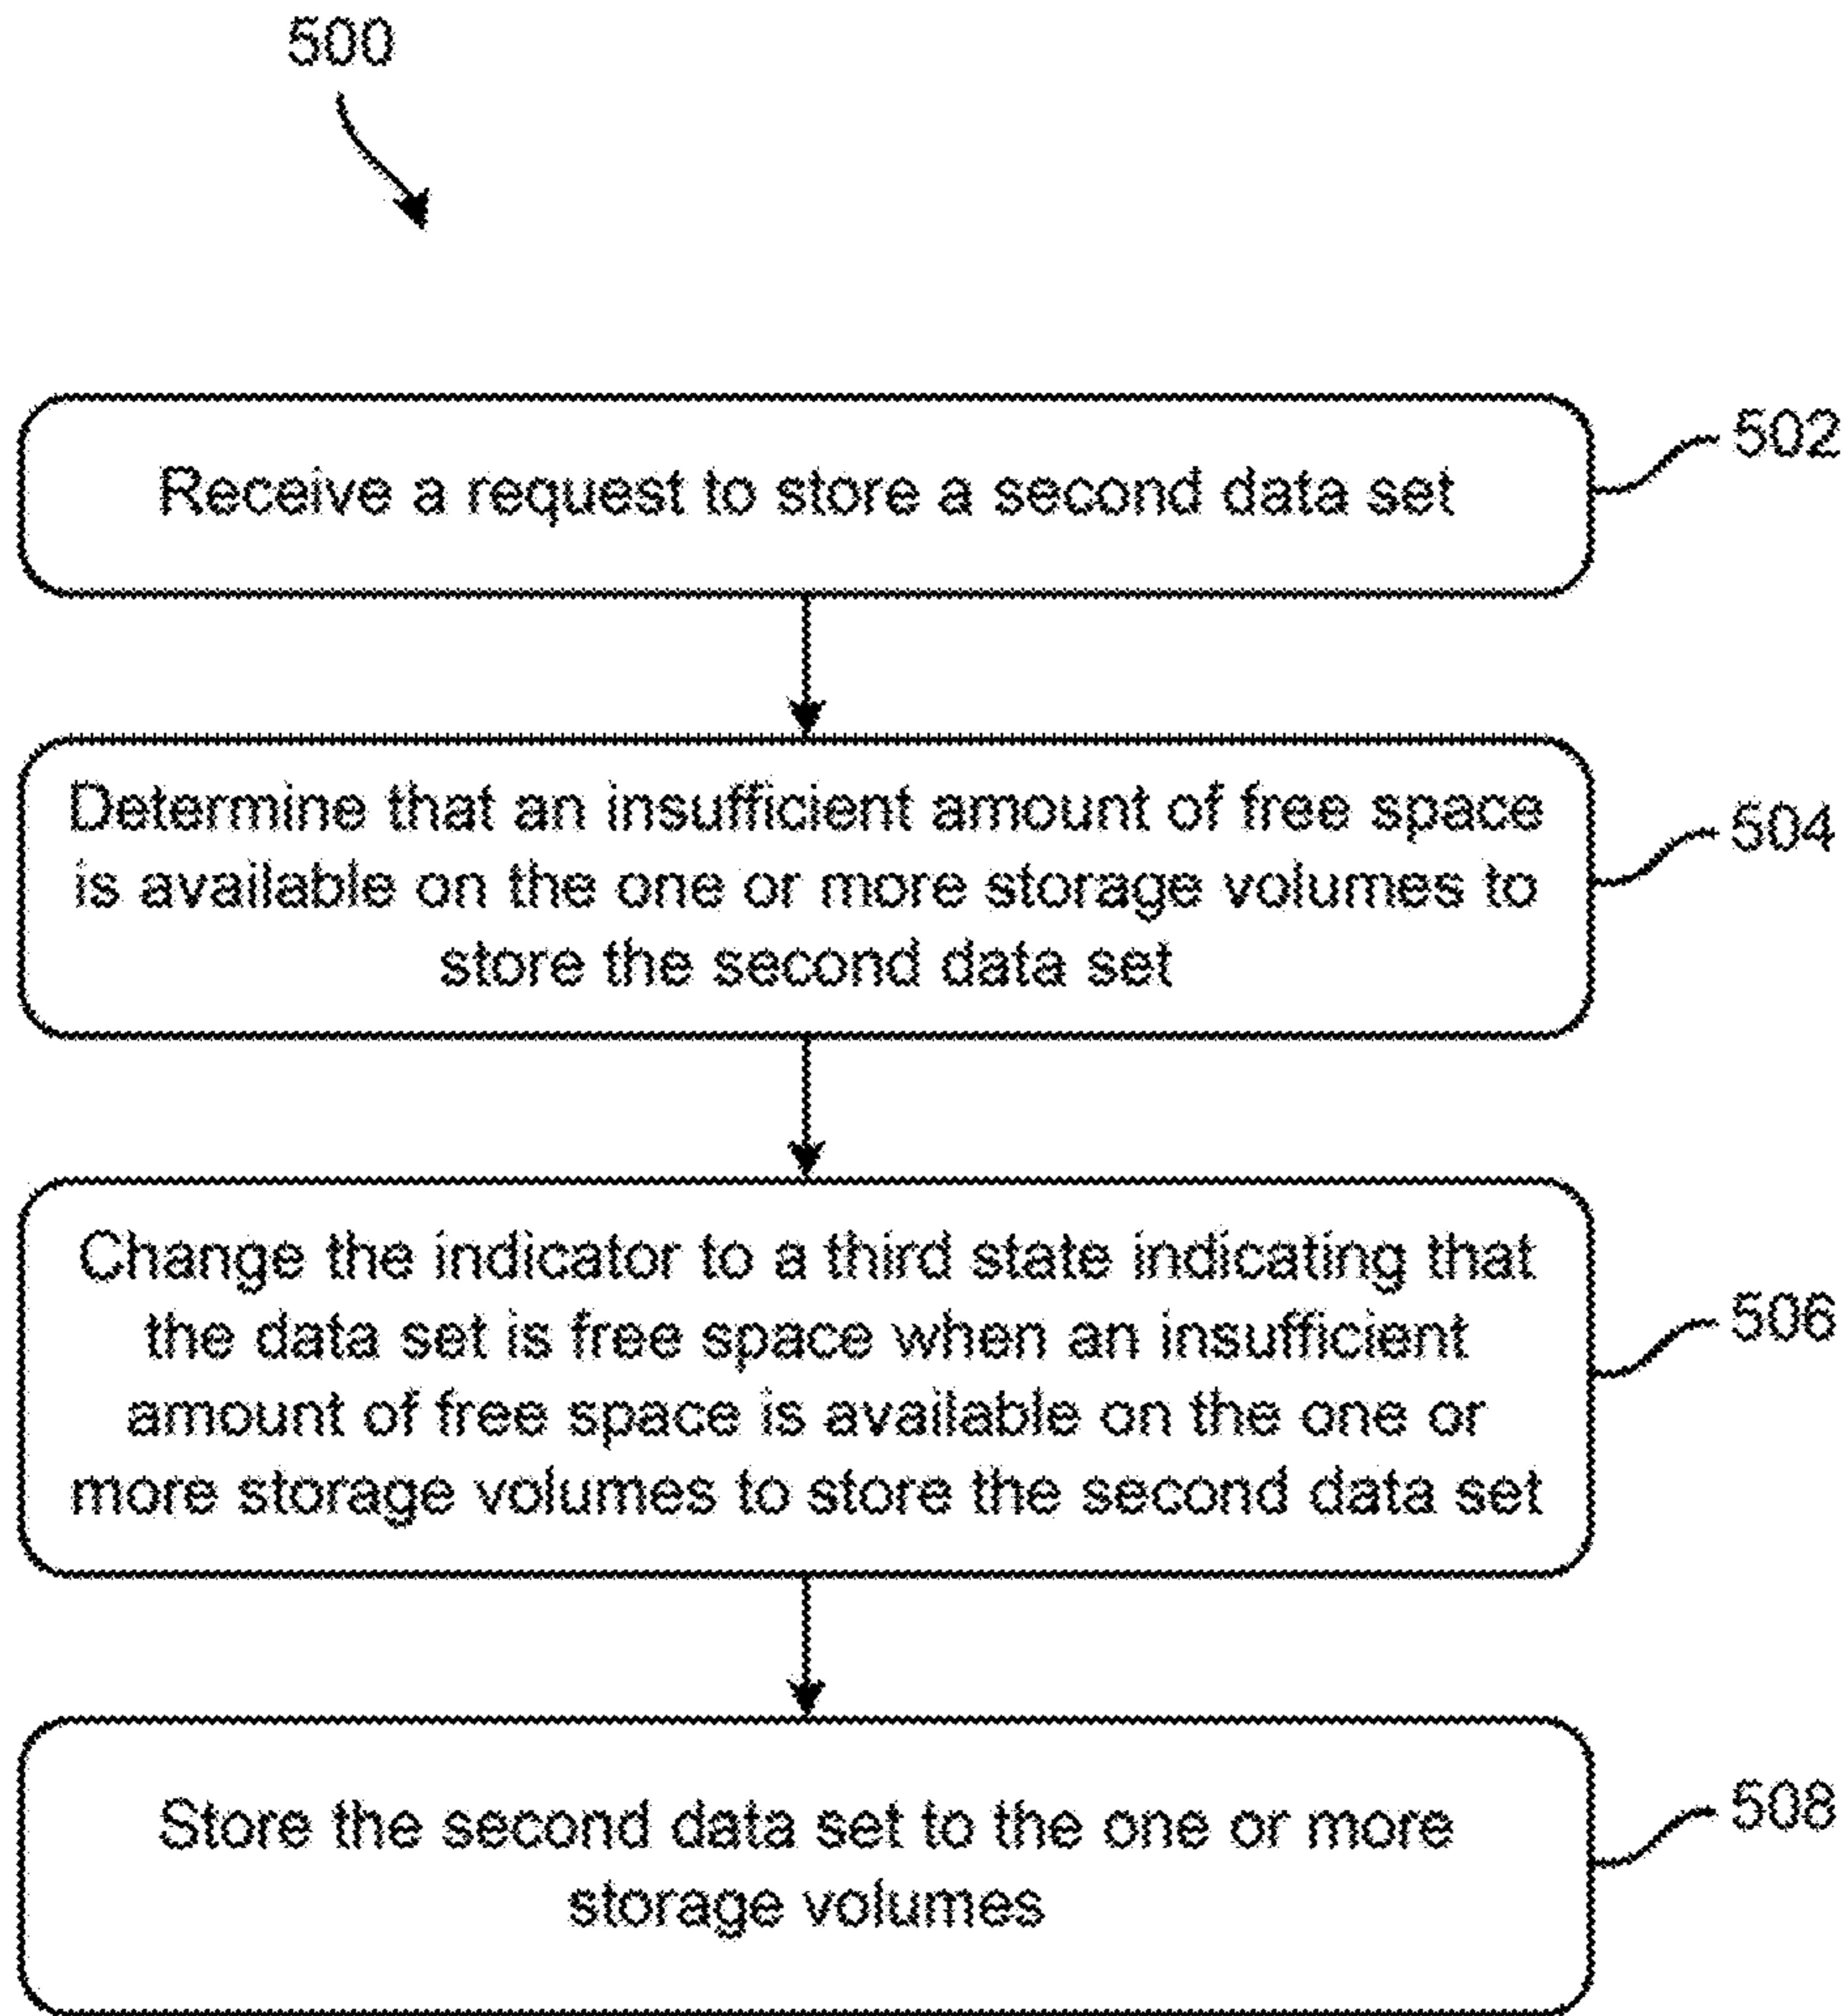 500
Receive a request to store a second data set
502
Determine that an insufficient amount of free space
is available on the one or more storage volumes to
store the second data set
504
Change the indicator to a third state indicating that
the data set is free space when an insufficient
amount of free space is available on the one or
more storage volumes to store the second data set
506
Store the second data set to the one or more
storage volumes
508